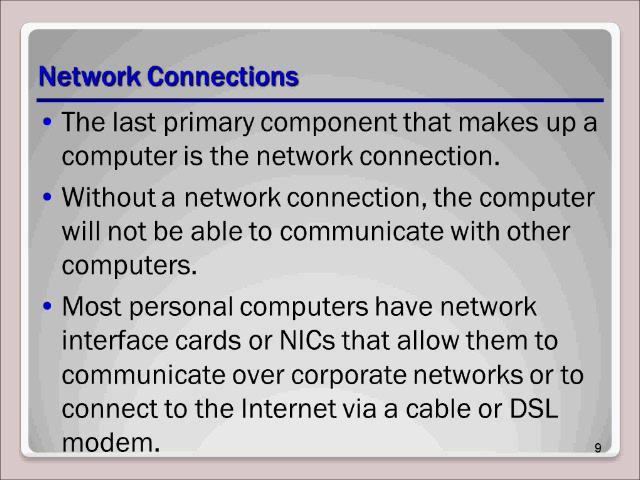 Network Connections
• The last primary component that makes up a
computer is the network connection.
• Without a network connection, the computer
will not be able to communicate with other
computers.
• Most personal computers have network
interface cards or NICs that allow them to
communicate over corporate networks or to
connect to the Internet via a cable or DSL
modem.
9